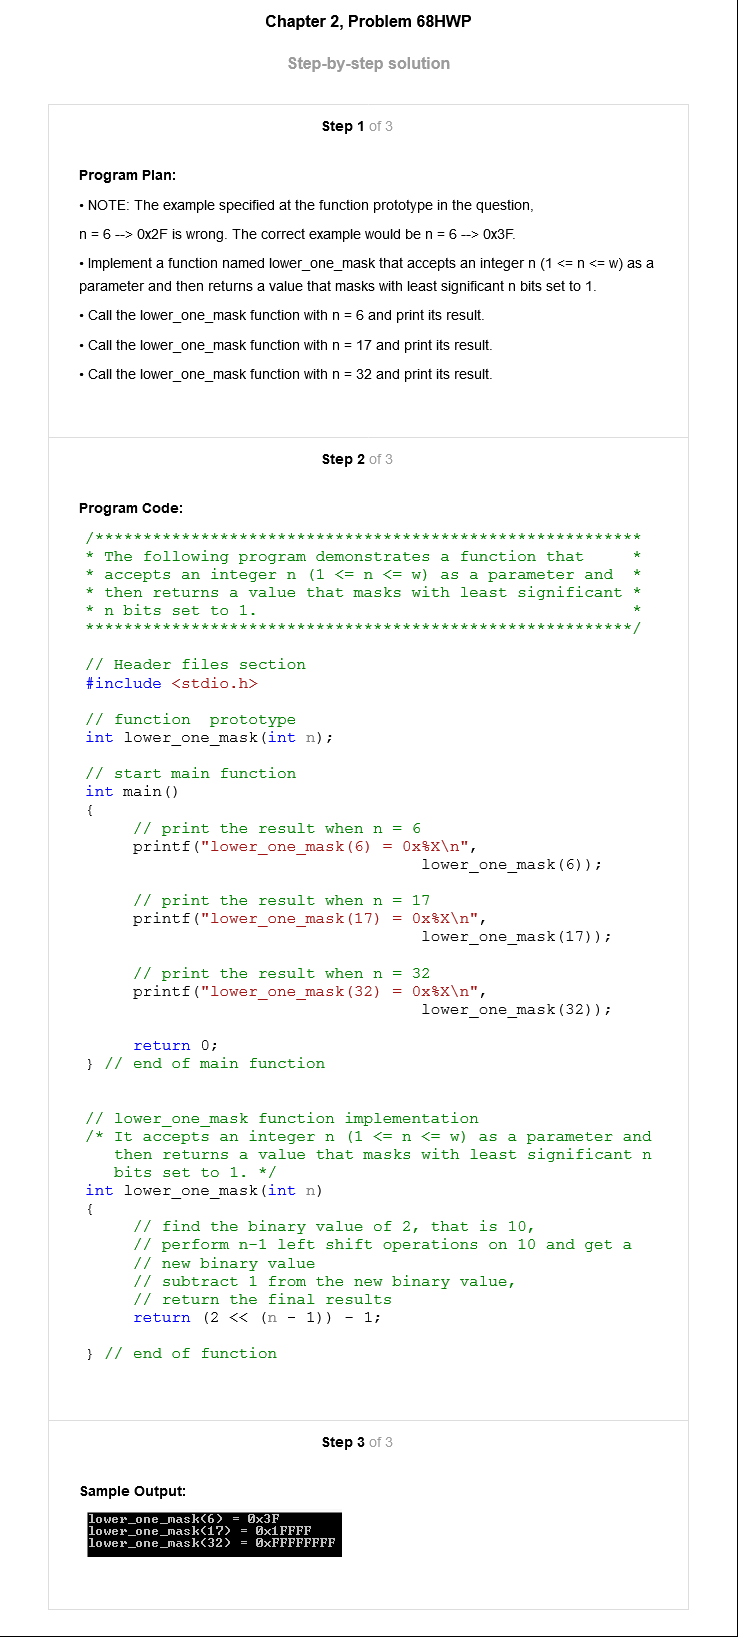 Chapter 2, Problem 68HWP
Step-by-step solution
Step 1 of 3
Program Plan:
• NOTE: The example specified at the function prototype in the question,
n = 6 --> 0x2F is wrong. The correct example would be n = 6 --> 0x3F.
• Implement a function named lower_one_mask that accepts an integer n (1 <= n <= w) as a
parameter and then returns a value that masks with least significant n bits set to 1.
• Call the lower_one_mask function with n = 6 and print its result.
• Call the lower_one_mask function with n = 17 and print its result.
• Call the lower_one_mask function with n = 32 and print its result.
Step 2 of 3
Program Code:
/*********************************************************
* The following program demonstrates a function that     *
* accepts an integer n (1 <= n <= w) as a parameter and  *
* then returns a value that masks with least significant *
* n bits set to 1.                                       *
*********************************************************/
// Header files section
#include <stdio.h>
// function  prototype
int lower_one_mask(int n);
// start main function
int main()
{
// print the result when n = 6
printf("lower_one_mask(6) = 0x%X\n",
lower_one_mask(6));
// print the result when n = 17
printf("lower_one_mask(17) = 0x%X\n",
lower_one_mask(17));
// print the result when n = 32
printf("lower_one_mask(32) = 0x%X\n",
lower_one_mask(32));
return 0;
} // end of main function
// lower_one_mask function implementation
/* It accepts an integer n (1 <= n <= w) as a parameter and
then returns a value that masks with least significant n
bits set to 1. */
int lower_one_mask(int n)
{
// find the binary value of 2, that is 10,
// perform n-1 left shift operations on 10 and get a
// new binary value
// subtract 1 from the new binary value,
// return the final results
return (2 << (n - 1)) - 1;
} // end of function
Step 3 of 3
Sample Output:
lower_one_mask(6) = 0x3F
lower_one_mask(17) = 0x1FFFF
lower_one_mask(32) = 0xFFFFFFFF